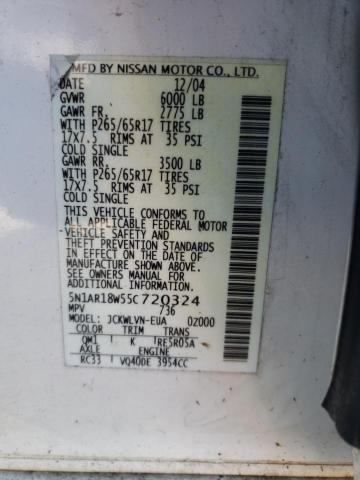 MFD BY NISSAN MOTOR CO., LTD.
DATE 12/04
GVWR 6000 LB
GAWR FR. 2775 LB
WITH P265/65R17 TIRES
17X7.5 RIMS AT 35 PSI
COLD SINGLE
GAWR RR. 3500 LB
WITH P265/65R17 TIRES
17X7.5 RIMS AT 35 PSI
COLD SINGLE
THIS VEHICLE CONFORMS TO
ALL APPLICABLE FEDERAL MOTOR
VEHICLE SAFETY AND
THEFT PREVENTION STANDARDS
IN EFFECT ON THE DATE OF
MANUFACTURE SHOWN ABOVE.
SEE OWNERS MANUAL FOR
ADDITIONAL INFORMATION.
5N1AR18W55C720324
MPV 736
MODEL: JCKWLVN-EUA 02000
COLOR TRIM TRANS
QM1 K RE5R05A
AXLE ENGINE
RC33 VQ40DE 3954CC